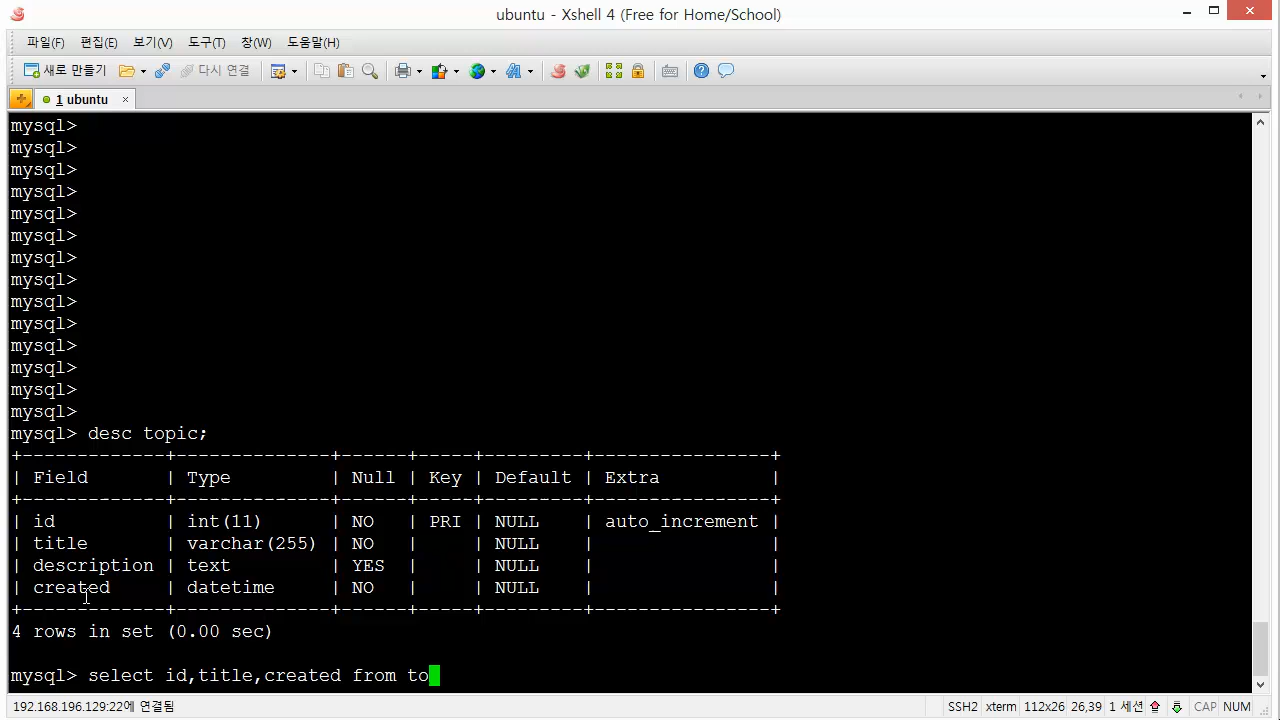 ubuntu - Xshell 4 (Free for Home/School)
파일(F) 편집(E) 보기(V) 도구(T) 창(W) 도움말(H)
새로 만들기 다시 연결
1 ubuntu ×
mysql>
mysql>
mysql>
mysql>
mysql>
mysql>
mysql>
mysql>
mysql>
mysql>
mysql>
mysql>
mysql>
mysql>
mysql> desc topic;
+-------------+--------------+------+-----+---------+----------------+
| Field       | Type         | Null | Key | Default | Extra          |
+-------------+--------------+------+-----+---------+----------------+
| id          | int(11)      | NO   | PRI | NULL    | auto_increment |
| title       | varchar(255) | NO   |     | NULL    |                |
| description | text         | YES  |     | NULL    |                |
| created     | datetime     | NO   |     | NULL    |                |
+-------------+--------------+------+-----+---------+----------------+
4 rows in set (0.00 sec)
mysql> select id,title,created from to
192.168.196.129:22에 연결됨 SSH2 xterm 112x26 26,39 1 세션 CAP NUM